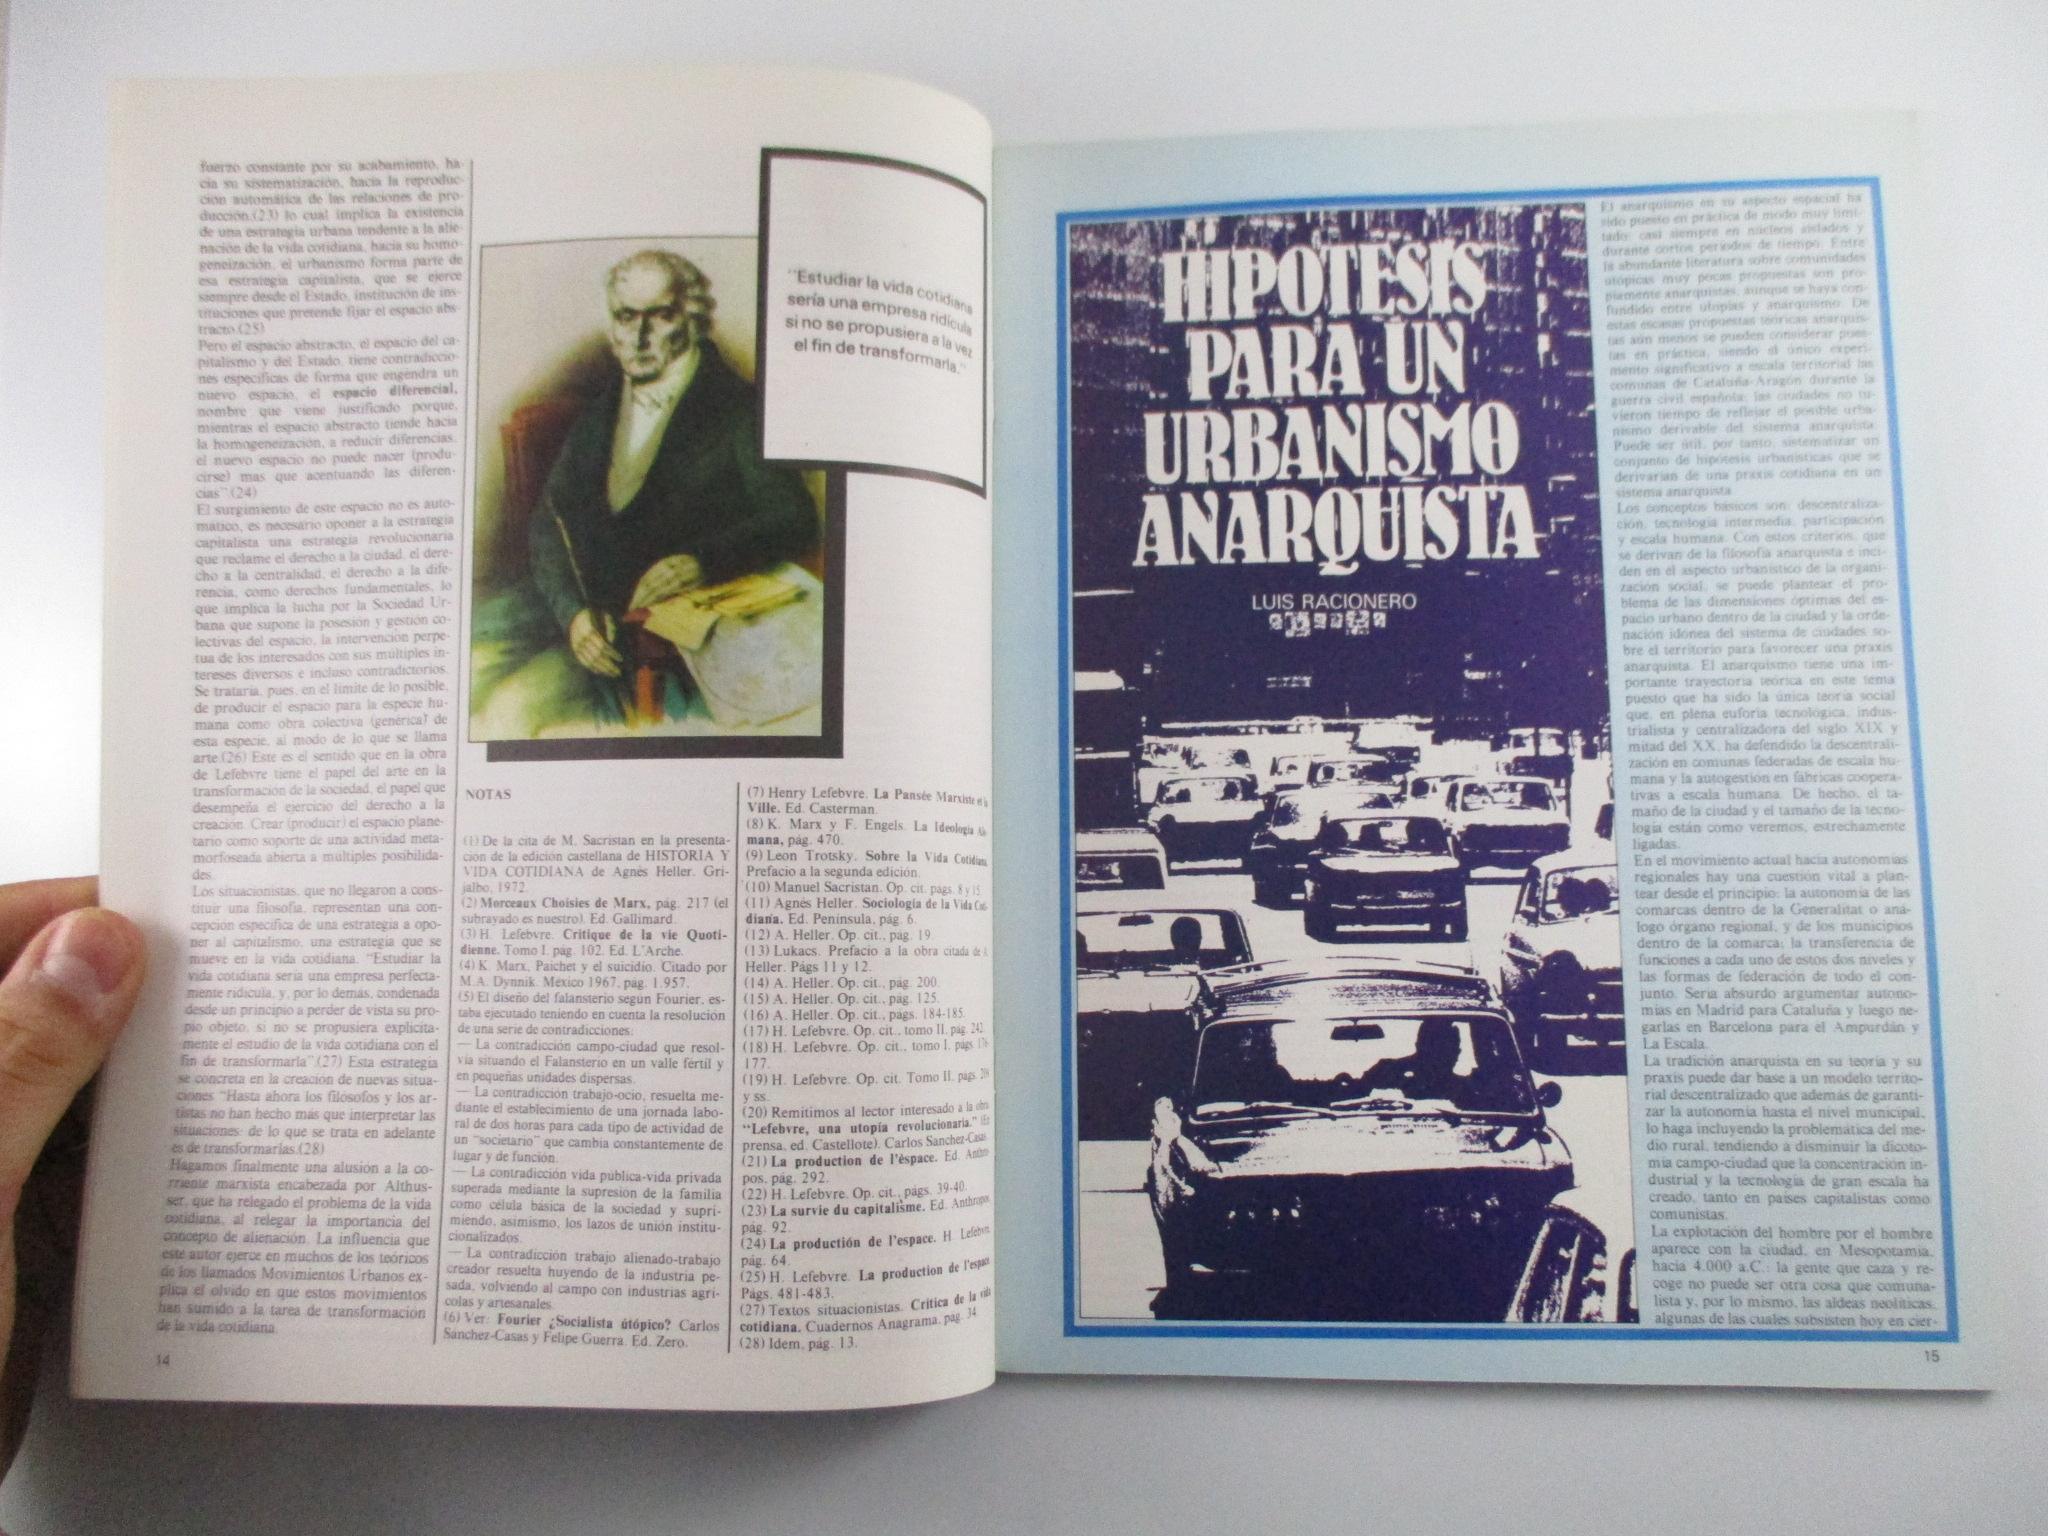 fuerzo constante por su acabamiento, ha-
cia su sistematización, hacia la reproduc-
ción automática de las relaciones de pro-
ducción.(23) lo cual implica la existencia
de una estrategia urbana tendente a la alie-
nación de la vida cotidiana, hacia su homo-
geneización, el urbanismo forma parte de
esa estrategia capitalista, que se ejerce
siempre desde el Estado, institución de ins-
tituciones que pretende fijar el espacio abs-
tracto.(25)
Pero el espacio abstracto, el espacio del ca-
pitalismo y del Estado, tiene contradiccio-
nes específicas de forma que engendra un
nuevo espacio, el espacio diferencial,
nombre que viene justificado porque,
mientras el espacio abstracto tiende hacia
la homogeneización, a reducir diferencias,
el nuevo espacio no puede nacer (produ-
cirse) mas que acentuando las diferen-
cias".(24)
El surgimiento de este espacio no es auto-
mático, es necesario oponer a la estrategia
capitalista una estrategia revolucionaria
que reclame el derecho a la ciudad, el dere-
cho a la centralidad, el derecho a la dife-
rencia, como derechos fundamentales, lo
que implica la lucha por la Sociedad Ur-
bana que supone la posesión y gestión co-
lectivas del espacio, la intervención perpe-
tua de los interesados con sus múltiples in-
tereses diversos e incluso contradictorios.
Se trataría, pues, en el límite de lo posible,
de producir el espacio para la especie hu-
mana como obra colectiva (genérica) de
esta especie, al modo de lo que se llama
arte.(26) Este es el sentido que en la obra
de Lefebvre tiene el papel del arte en la
transformación de la sociedad, el papel que
desempeña el ejercicio del derecho a la
creación. Crear (producir) el espacio plane-
tario como soporte de una actividad meta-
morfoseada abierta a multiples posibilida-
des.
Los situacionistas, que no llegaron a cons-
tituir una filosofía, representan una con-
cepción específica de una estrategia a opo-
ner al capitalismo, una estrategia que se
mueve en la vida cotidiana. "Estudiar la
vida cotidiana sería una empresa perfecta-
mente ridícula, y, por lo demás, condenada
desde un principio a perder de vista su pro-
pio objeto, si no se propusiera explícita-
mente el estudio de la vida cotidiana con el
fin de transformarla".(27) Esta estrategia
se concreta en la creación de nuevas situa-
ciones "Hasta ahora los filósofos y los ar-
tistas no han hecho más que interpretar las
situaciones: de lo que se trata en adelante
es de transformarlas.(28)
Hagamos finalmente una alusión a la co-
rriente marxista encabezada por Althus-
ser, que ha relegado el problema de la vida
cotidiana, al relegar la importancia del
concepto de alienación. La influencia que
este autor ejerce en muchos de los teóricos
de los llamados Movimientos Urbanos ex-
plica el olvido en que estos movimientos
han sumido a la tarea de transformación
de la vida cotidiana.
14
"Estudiar la vida cotidiana
sería una empresa ridícula
si no se propusiera a la vez
el fin de transformarla."
NOTAS
(1) De la cita de M. Sacristan en la presenta-
ción de la edición castellana de HISTORIA Y
VIDA COTIDIANA de Agnès Heller. Gri-
jalbo, 1972.
(2) Morceaux Choisies de Marx, pág. 217 (el
subrayado es nuestro). Ed. Gallimard.
(3) H. Lefebvre. Critique de la vie Quoti-
dienne. Tomo I. pág. 102. Ed. L'Arche.
(4) K. Marx, Paichet y el suicidio. Citado por
M.A. Dynnik. Mexico 1967, pag. 1.957.
(5) El diseño del falansterio según Fourier, es-
taba ejecutado teniendo en cuenta la resolución
de una serie de contradicciones:
— La contradicción campo-ciudad que resol-
vía situando el Falansterio en un valle fértil y
en pequeñas unidades dispersas.
— La contradicción trabajo-ocio, resuelta me-
diante el establecimiento de una jornada labo-
ral de dos horas para cada tipo de actividad de
un "societario" que cambia constantemente de
lugar y de función.
— La contradicción vida publica-vida privada
superada mediante la supresión de la familia
como célula básica de la sociedad y supri-
miendo, asimismo, los lazos de unión institu-
cionalizados.
— La contradicción trabajo alienado-trabajo
creador resuelta huyendo de la industria pe-
sada, volviendo al campo con industrias agrí-
colas y artesanales.
(6) Ver: Fourier ¿Socialista útópico? Carlos
Sánchez-Casas y Felipe Guerra. Ed. Zero.
(7) Henry Lefebvre. La Pansée Marxiste et la
Ville. Ed. Casterman.
(8) K. Marx y F. Engels. La Ideología Ale-
mana, pág. 470.
(9) Leon Trotsky. Sobre la Vida Cotidiana.
Prefacio a la segunda edición.
(10) Manuel Sacristan. Op. cit. págs. 8 y 15.
(11) Agnès Heller. Sociología de la Vida Coti-
diana. Ed. Peninsula, pág. 6.
(12) A. Heller. Op. cit., pág. 19.
(13) Lukacs. Prefacio a la obra citada de A.
Heller. Págs 11 y 12.
(14) A. Heller. Op. cit., pág. 200.
(15) A. Heller. Op. cit., pág. 125.
(16) A. Heller. Op. cit., págs. 184-185.
(17) H. Lefebvre. Op. cit., tomo II. pág. 242.
(18) H. Lefebvre. Op. cit., tomo I. págs. 176-
177.
(19) H. Lefebvre. Op. cit. Tomo II. pags.
y ss.
(20) Remitimos al lector interesado a la obra
"Lefebvre, una utopía revolucionaria." (En
prensa, ed. Castellote). Carlos Sanchez-Casas.
(21) La production de l'èspace. Ed. Anthro-
pos, pág. 292.
(22) H. Lefebvre. Op. cit., págs. 39-40.
(23) La survie du capitalisme. Ed. Anthropos,
pág. 92.
(24) La productión de l'espace. H. Lefebvre,
pág. 64.
(25) H. Lefebvre. La production de l'espace.
Págs. 481-483.
(27) Textos situacionistas. Crítica de la vida
cotidiana. Cuadernos Anagrama, pag. 34.
(28) Idem, pág. 13.
HIPOTESIS
PARA UN
URBANISMO
ANARQUISTA
LUIS RACIONERO
El anarquismo en su aspecto espacial ha
sido puesto en práctica de modo muy limi-
tado: casi siempre en núcleos aislados y
durante cortos periodos de tiempo. Entre
la abundante literatura sobre comunidades
utópicas muy pocas propuestas son pro-
piamente anarquistas, aunque se haya con-
fundido entre utopías y anarquismo. De
estas escasas propuestas teóricas anarquis-
tas aún menos se pueden considerar pues-
tas en práctica, siendo el único experi-
mento significativo a escala territorial las
comunas de Cataluña-Aragón durante la
guerra civil española; las ciudades no tu-
vieron tiempo de reflejar el posible urba-
nismo derivable del sistema anarquista.
Puede ser útil, por tanto, sistematizar un
conjunto de hipótesis urbanísticas que se
derivarían de una praxis cotidiana en un
sistema anarquista.
Los conceptos básicos son: descentraliza-
ción, tecnología intermedia, participación
y escala humana. Con estos criterios, que
se derivan de la filosofía anarquista e inci-
den en el aspecto urbanístico de la organi-
zación social, se puede plantear el pro-
blema de las dimensiones óptimas del es-
pacio urbano dentro de la ciudad y la orde-
nación idónea del sistema de ciudades so-
bre el territorio para favorecer una praxis
anarquista. El anarquismo tiene una im-
portante trayectoria teórica en este tema
puesto que ha sido la única teoría social
que, en plena euforia tecnológica, indus-
trialista y centralizadora del siglo XIX y
mitad del XX, ha defendido la descentrali-
zación en comunas federadas de escala hu-
mana y la autogestión en fábricas coopera-
tivas a escala humana. De hecho, el ta-
maño de la ciudad y el tamaño de la tecno-
logía están como veremos, estrechamente
ligadas.
En el movimiento actual hacia autonomías
regionales hay una cuestión vital a plan-
tear desde el principio: la autonomía de las
comarcas dentro de la Generalitat o aná-
logo órgano regional, y de los municipios
dentro de la comarca; la transferencia de
funciones a cada uno de estos dos niveles y
las formas de federación de todo el con-
junto. Sería absurdo argumentar autono-
mías en Madrid para Cataluña y luego ne-
garlas en Barcelona para el Ampurdán y
La Escala.
La tradición anarquista en su teoría y su
praxis puede dar base a un modelo territo-
rial descentralizado que además de garanti-
zar la autonomía hasta el nivel municipal,
lo haga incluyendo la problemática del me-
dio rural, tendiendo a disminuir la dicoto-
mía campo-ciudad que la concentración in-
dustrial y la tecnología de gran escala ha
creado, tanto en países capitalistas como
comunistas.
La explotación del hombre por el hombre
aparece con la ciudad, en Mesopotamia,
hacia 4.000 a.C.: la gente que caza y re-
coge no puede ser otra cosa que comuna-
lista y, por lo mismo, las aldeas neolíticas,
algunas de las cuales subsisten hoy en cier-
15